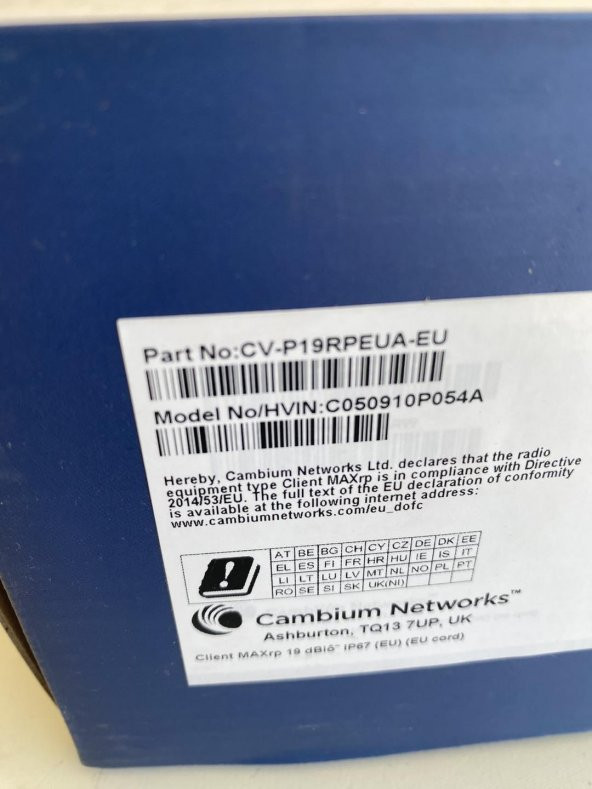 Part No:CV-P19RPEUA-EU
Model No/HVIN:C050910P054A
Hereby, Cambium Networks Ltd. declares that the radio
equipment type Client MAXrp is in compliance with Directive
2014/53/EU. The full text of the EU declaration of conformity
is available at the following internet address:
www.cambiumnetworks.com/eu_dofc
AT BE BG CH CY CZ DE DK EE
EL ES FI FR HR HU IE IS IT
LI LT LU LV MT NL NO PL PT
RO SE SI SK UK(NI)
Cambium Networks™
Ashburton, TQ13 7UP, UK
Client MAXrp 19 IP67 (EU) (EU cord)